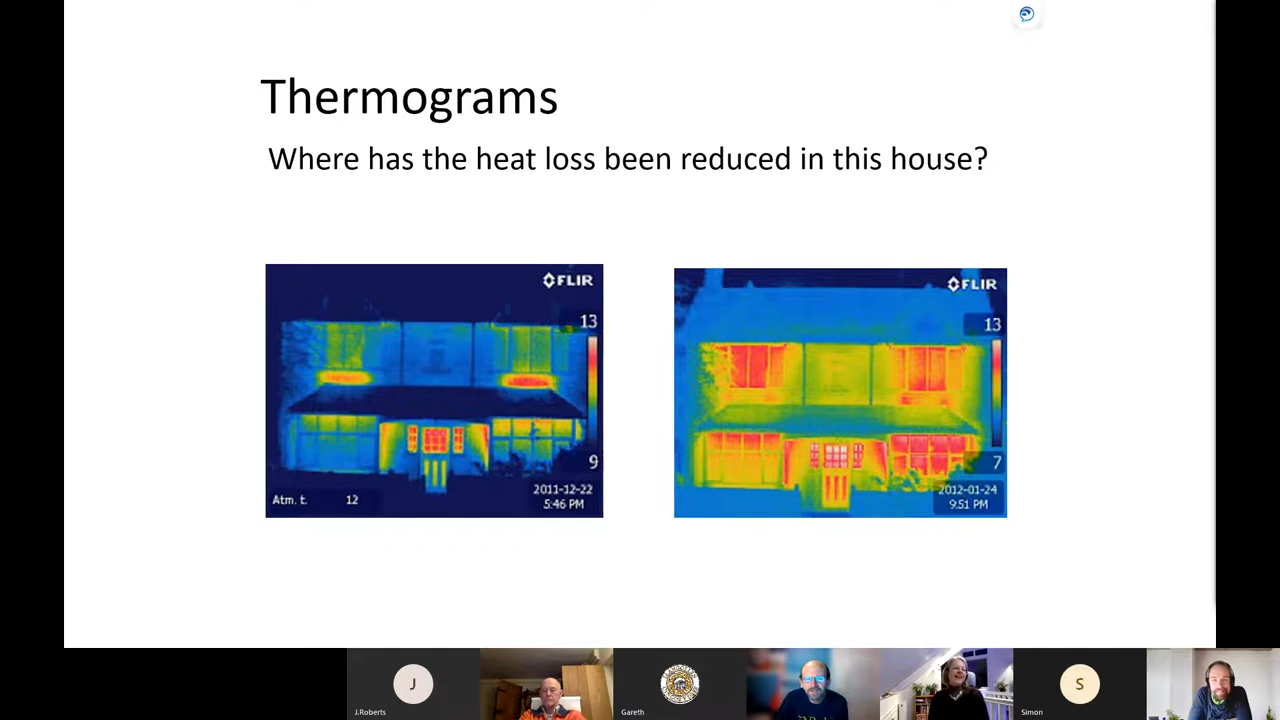 Thermograms
Where has the heat loss been reduced in this house?
FLIR
13
9
Atm. t. 12
2011-12-22
5:46 PM
FLIR
13
7
2012-01-24
9:51 PM
J
J.Roberts
Gareth
S
Simon